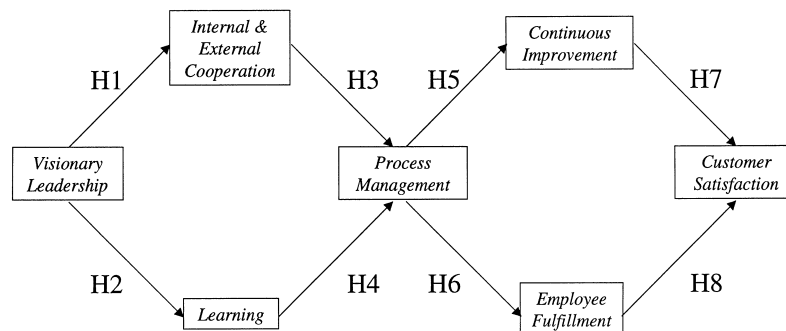 Internal &
External
Cooperation
Continuous
Improvement
H1
H3
H5
H7
Visionary
Leadership
Process
Management
Customer
Satisfaction
H2
H4
H6
H8
Learning
Employee
Fulfillment